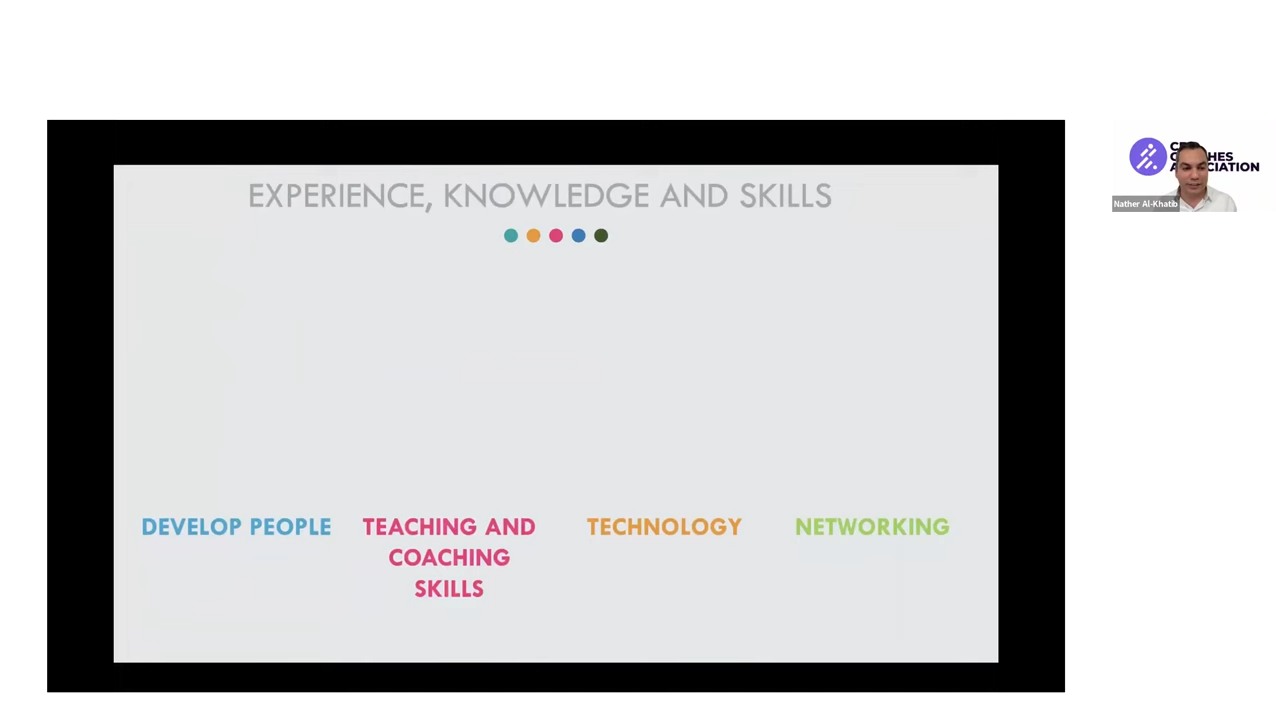 EXPERIENCE, KNOWLEDGE AND SKILLS
DEVELOP PEOPLE
TEACHING AND
COACHING
SKILLS
TECHNOLOGY
NETWORKING
Nather Al-Khatib